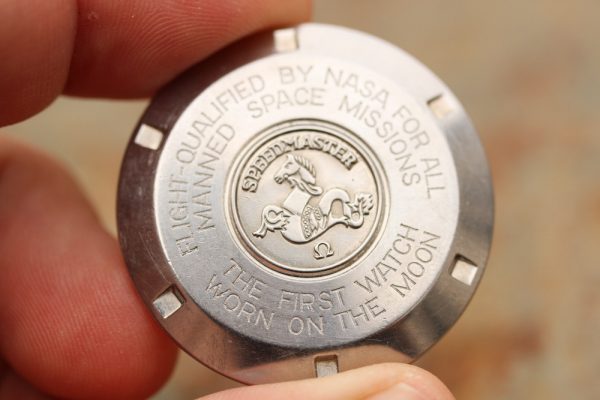 FLIGHT-QUALIFIED BY NASA FOR ALL
MANNED SPACE MISSIONS
SPEEDMASTER
Ω
THE FIRST WATCH
WORN ON THE MOON